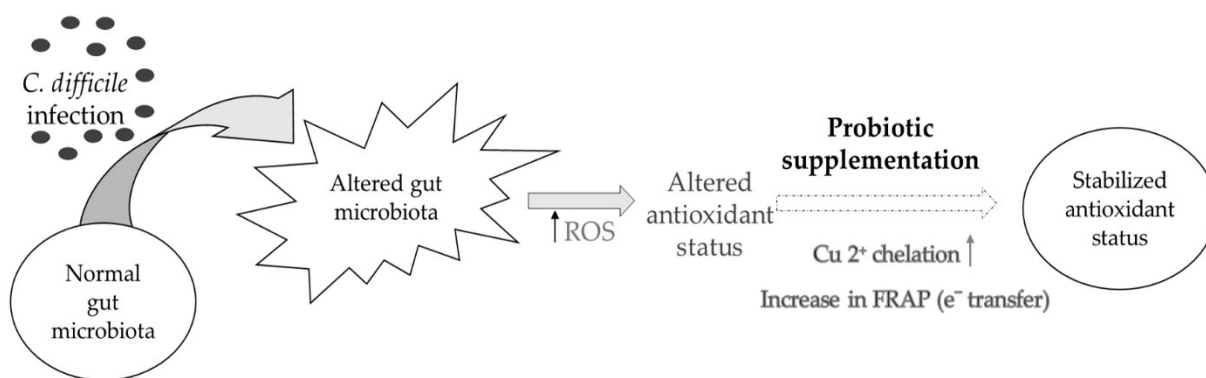 C. difficile
infection
Normal
gut
microbiota
Altered gut
microbiota
ROS
Altered
antioxidant
status
Probiotic
supplementation
Cu 2⁺ chelation
Increase in FRAP (e⁻ transfer)
Stabilized
antioxidant
status